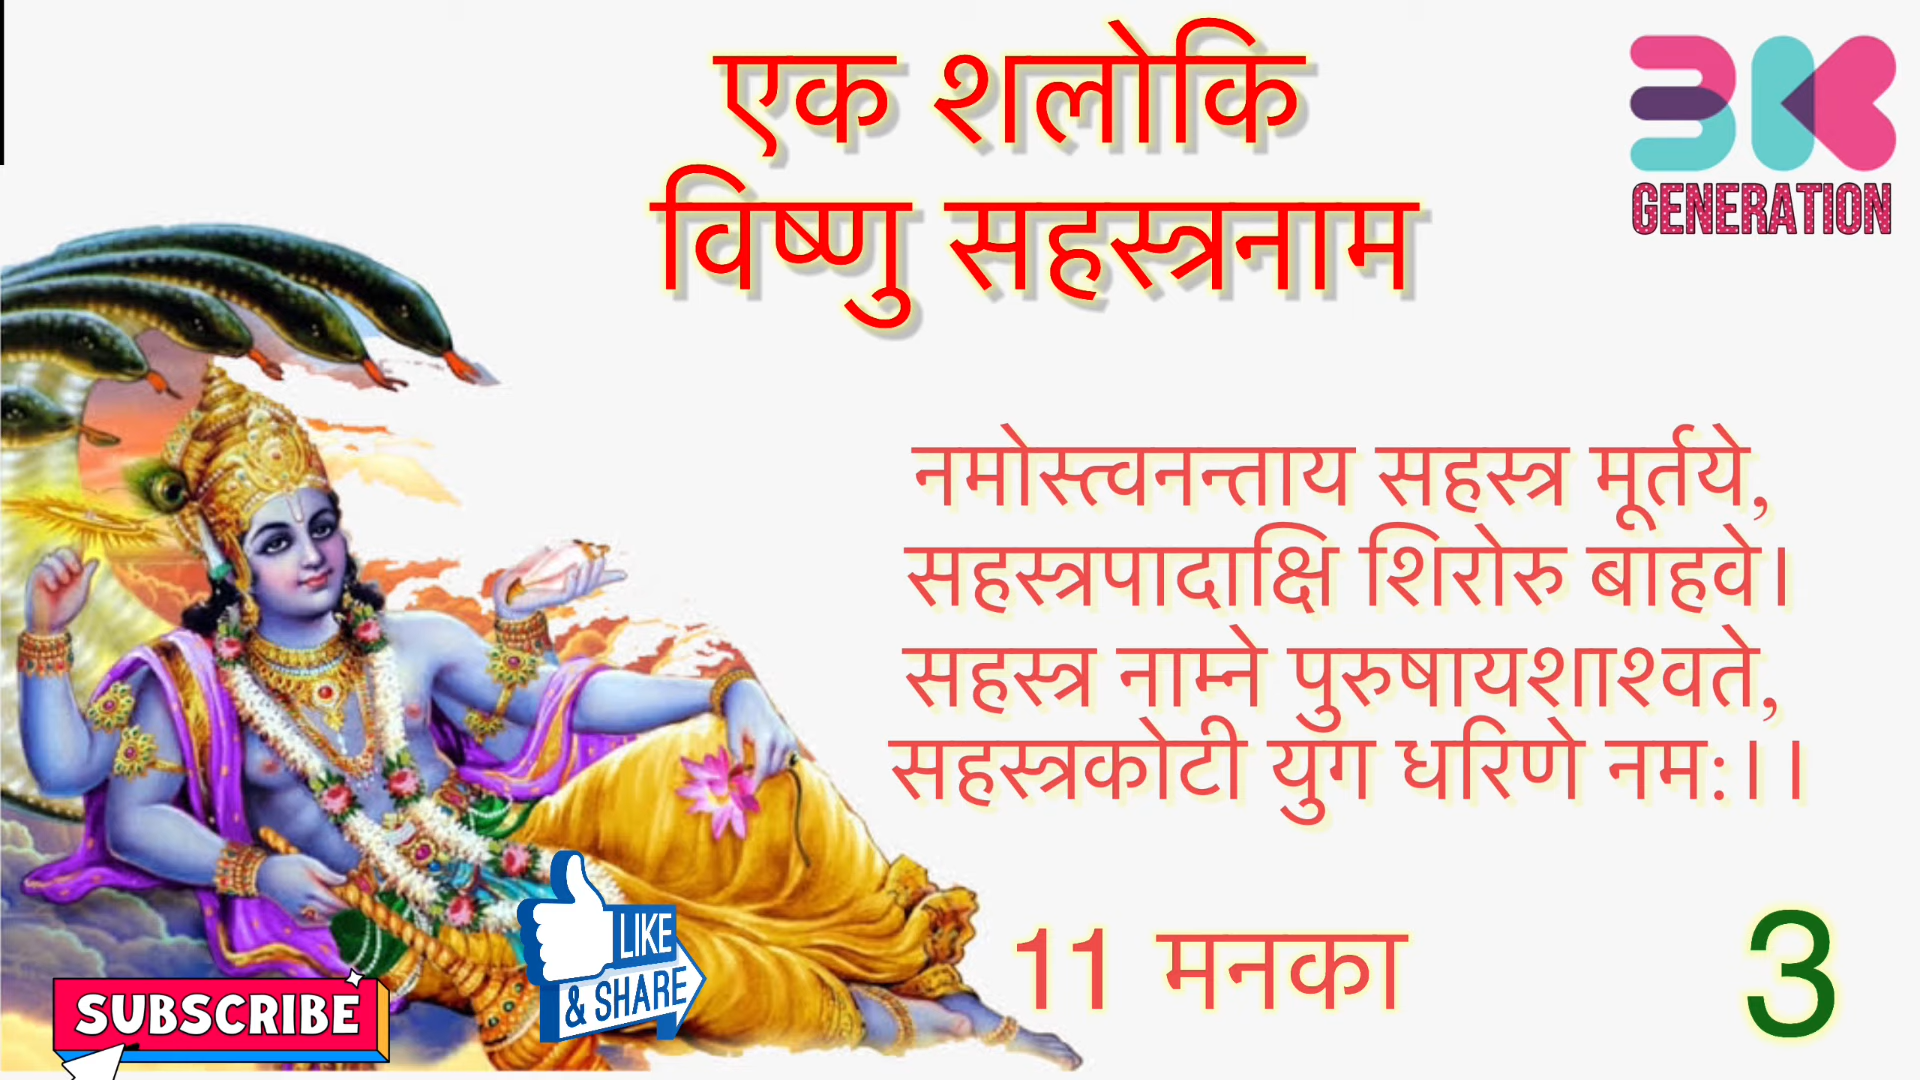 एक शलोकि
विष्णु सहस्त्रनाम
3K
GENERATION
नमोस्त्वनन्ताय सहस्त्र मूर्तये,
सहस्त्रपादाक्षि शिरोरु बाहवे।
सहस्त्र नाम्ने पुरुषायशाश्वते,
सहस्त्रकोटी युग धरिणे नम:।।
LIKE
& SHARE
11 मनका
3
SUBSCRIBE